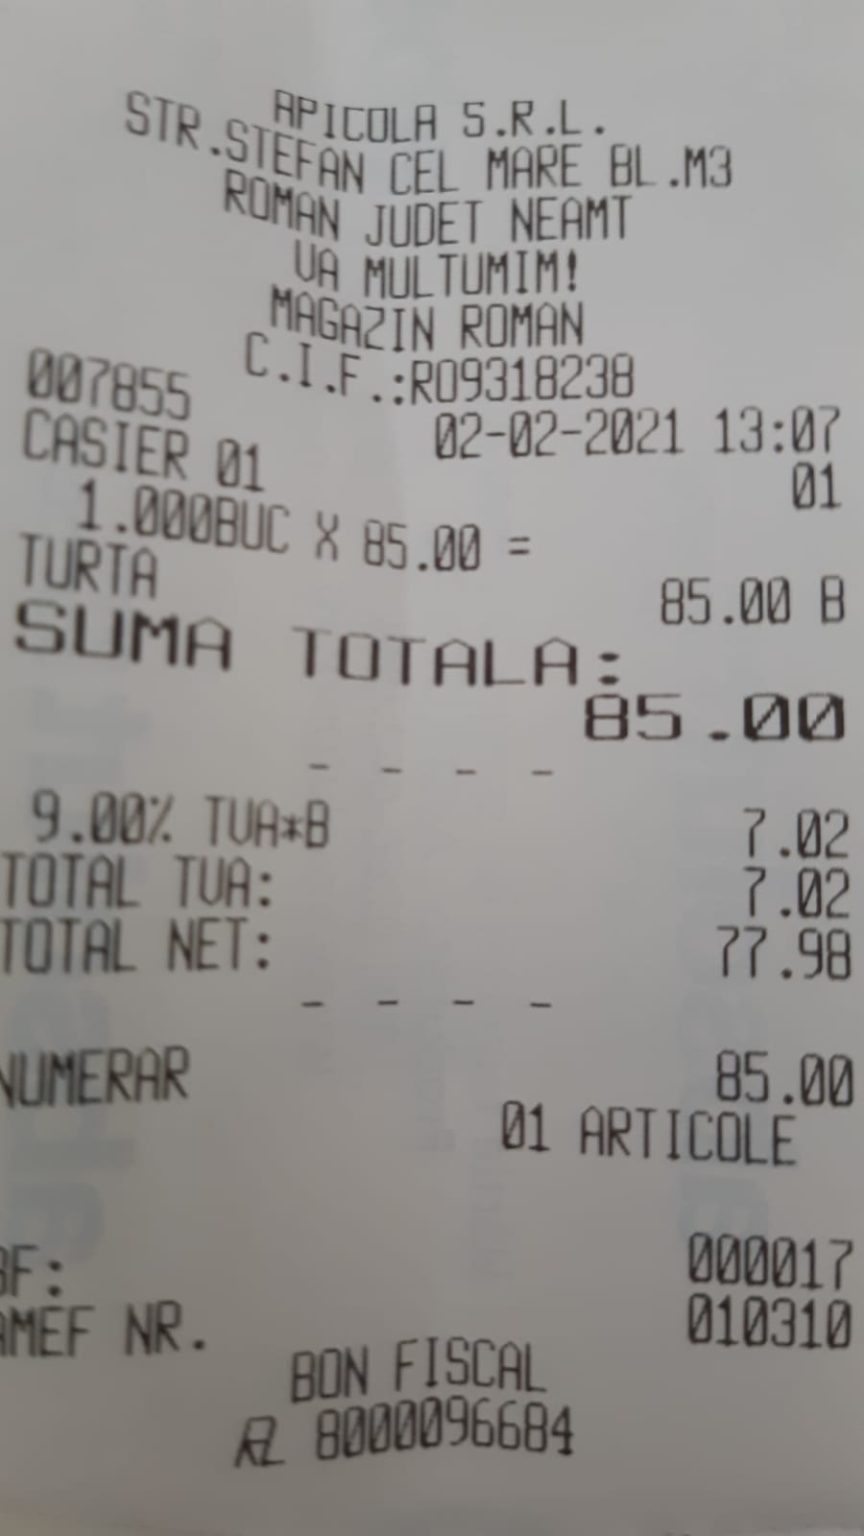 APICOLA S.R.L.
STR.STEFAN CEL MARE BL.M3
ROMAN JUDET NEAMT
VA MULTUMIM!
MAGAZIN ROMAN
C.I.F.:RO9318238
007855 02-02-2021 13:07
CASIER 01 01
1.000BUC X 85.00 =
TURTA 85.00 B
SUMA TOTALA:
85.00
- - - -
9.00% TVA*B 7.02
TOTAL TVA: 7.02
TOTAL NET: 77.98
- - - -
NUMERAR 85.00
01 ARTICOLE
BF: 000017
AMEF NR. 010310
BON FISCAL
8000096684